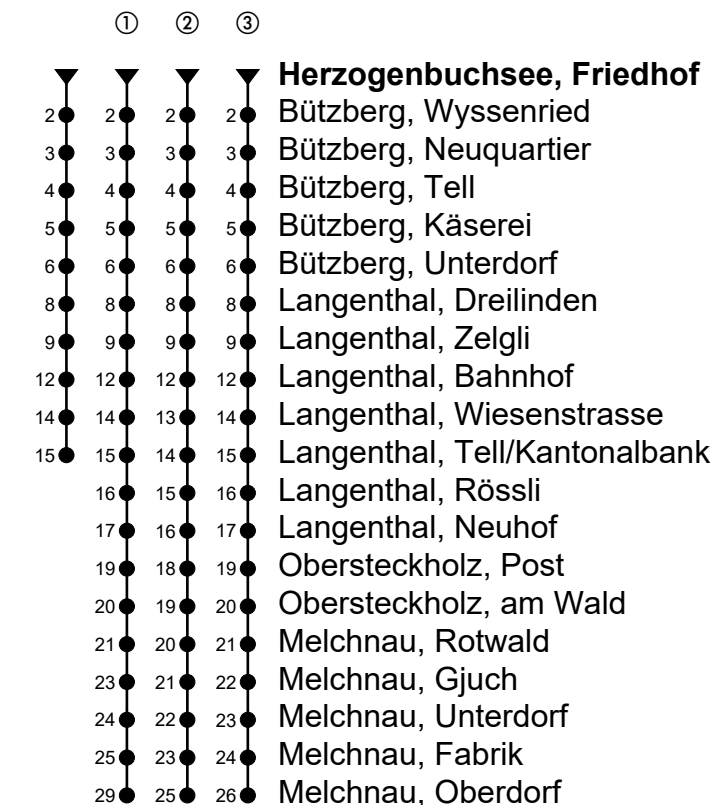 ① ② ③
Herzogenbuchsee, Friedhof
2 2 2 2 Bützberg, Wyssenried
3 3 3 3 Bützberg, Neuquartier
4 4 4 4 Bützberg, Tell
5 5 5 5 Bützberg, Käserei
6 6 6 6 Bützberg, Unterdorf
8 8 8 8 Langenthal, Dreilinden
9 9 9 9 Langenthal, Zelgli
12 12 12 12 Langenthal, Bahnhof
14 14 13 14 Langenthal, Wiesenstrasse
15 15 14 15 Langenthal, Tell/Kantonalbank
16 15 16 Langenthal, Rössli
17 16 17 Langenthal, Neuhof
19 18 19 Obersteckholz, Post
20 19 20 Obersteckholz, am Wald
21 20 21 Melchnau, Rotwald
23 21 22 Melchnau, Gjuch
24 22 23 Melchnau, Unterdorf
25 23 24 Melchnau, Fabrik
29 25 26 Melchnau, Oberdorf